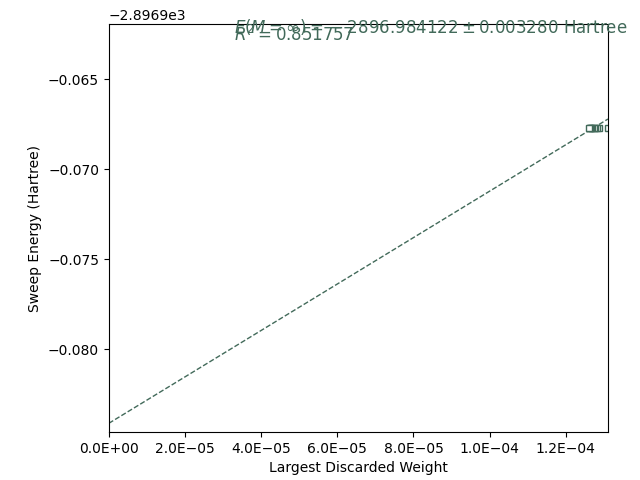 −2.8969e3
E(M = ∞) = −2896.984122 ± 0.003280 Hartree
R² = 0.851757
−0.065
−0.070
−0.075
−0.080
Sweep Energy (Hartree)
0.0E+00 2.0E−05 4.0E−05 6.0E−05 8.0E−05 1.0E−04 1.2E−04
Largest Discarded Weight